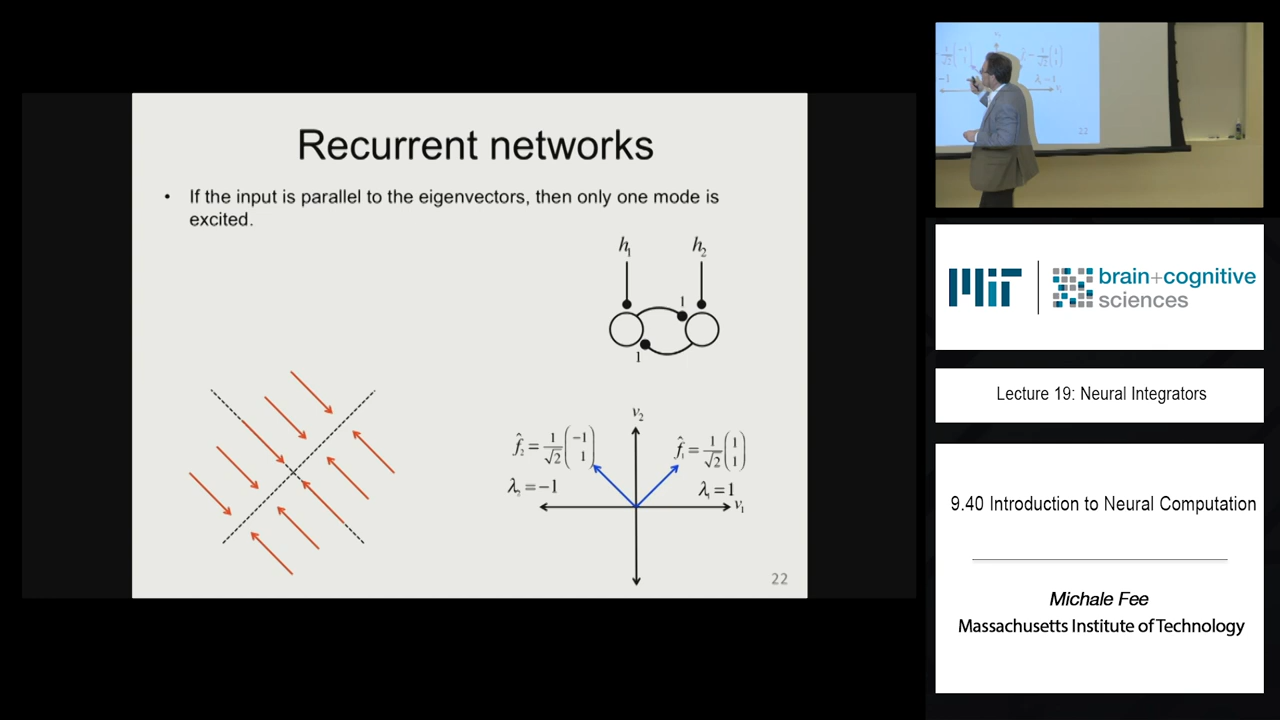 Recurrent networks
• If the input is parallel to the eigenvectors, then only one mode is
excited.
h₁ h₂
1
1
v₂
f̂₂ = 1/√2 (−1 1)
f̂₁ = 1/√2 (1 1)
λ₂ = −1
λ₁ = 1
v₁
22
MIT
brain+cognitive
sciences
Lecture 19: Neural Integrators
9.40 Introduction to Neural Computation
Michale Fee
Massachusetts Institute of Technology